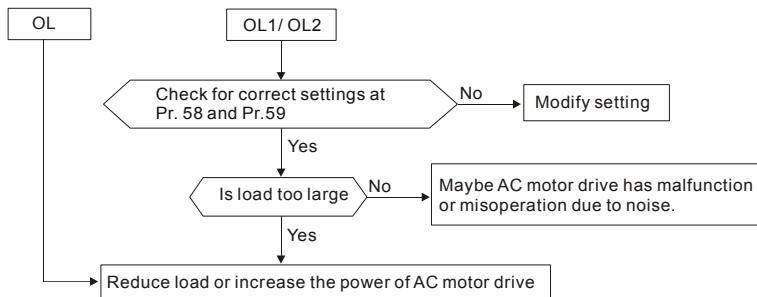 OL
OL1/ OL2
Check for correct settings at
Pr. 58 and Pr.59
No
Modify setting
Yes
Is load too large
No
Maybe AC motor drive has malfunction
or misoperation due to noise.
Yes
Reduce load or increase the power of AC motor drive